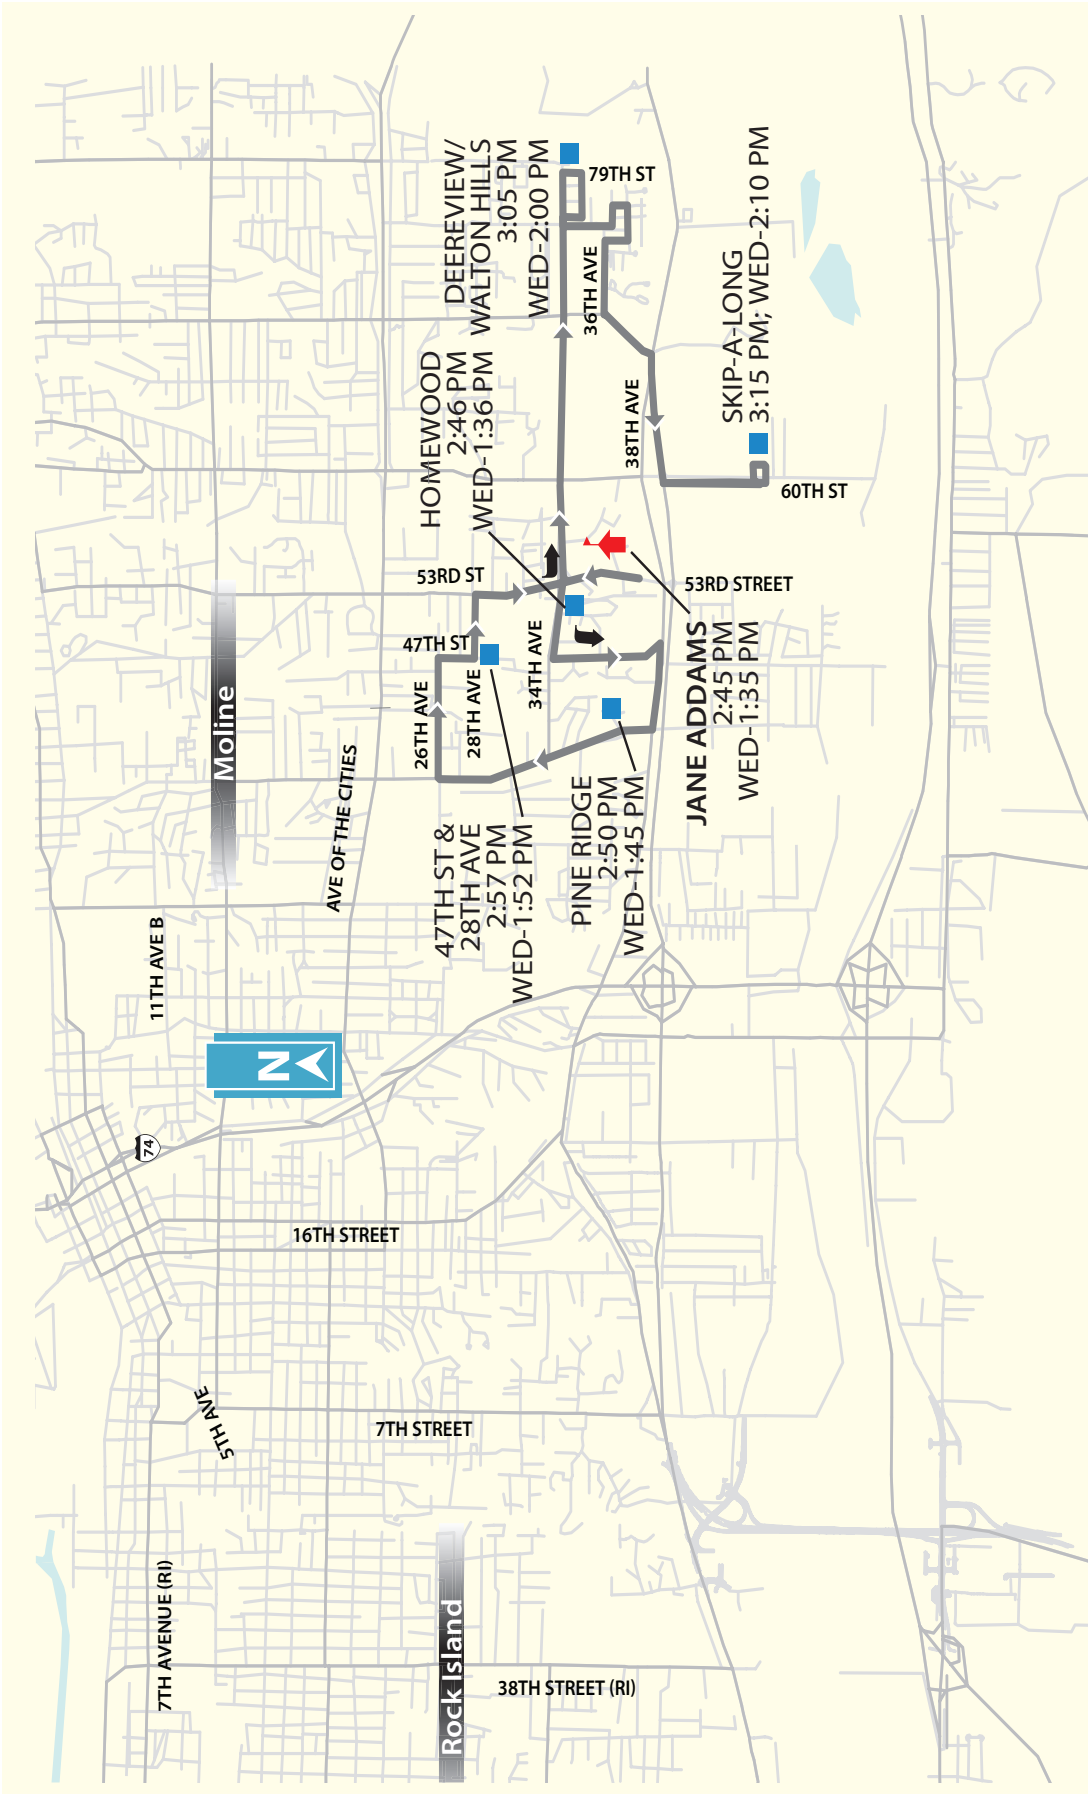 DEEREVIEW/
WALTON HILLS
3:05 PM
WED-2:00 PM
79TH ST
36TH AVE
SKIP-A-LONG
3:15 PM; WED-2:10 PM
HOMEWOOD
2:46 PM
WED-1:36 PM
38TH AVE
60TH ST
53RD ST
53RD STREET
47TH ST
34TH AVE
26TH AVE
28TH AVE
JANE ADDAMS
2:45 PM
WED-1:35 PM
Moline
AVE OF THE CITIES
47TH ST &
28TH AVE
2:57 PM
WED-1:52 PM
PINE RIDGE
2:50 PM
WED-1:45 PM
11TH AVE B
N
74
16TH STREET
5TH AVE
7TH STREET
7TH AVENUE (RI)
Rock Island
38TH STREET (RI)